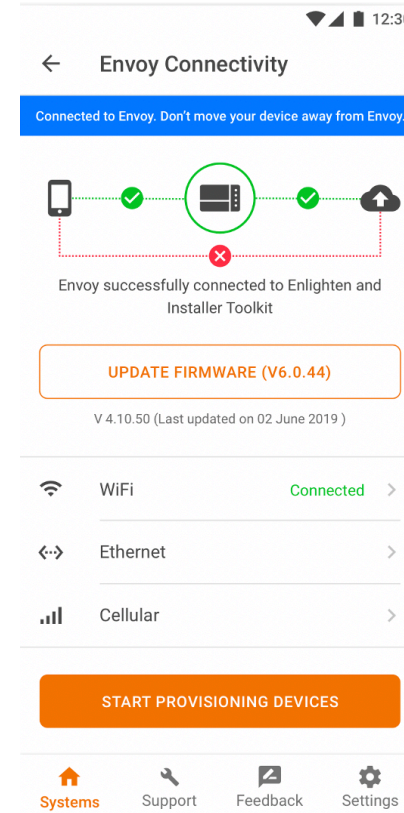 12:30
Envoy Connectivity
Connected to Envoy. Don't move your device away from Envoy.
Envoy successfully connected to Enlighten and
Installer Toolkit
UPDATE FIRMWARE (V6.0.44)
V 4.10.50 (Last updated on 02 June 2019 )
WiFi Connected
Ethernet
Cellular
START PROVISIONING DEVICES
Systems Support Feedback Settings